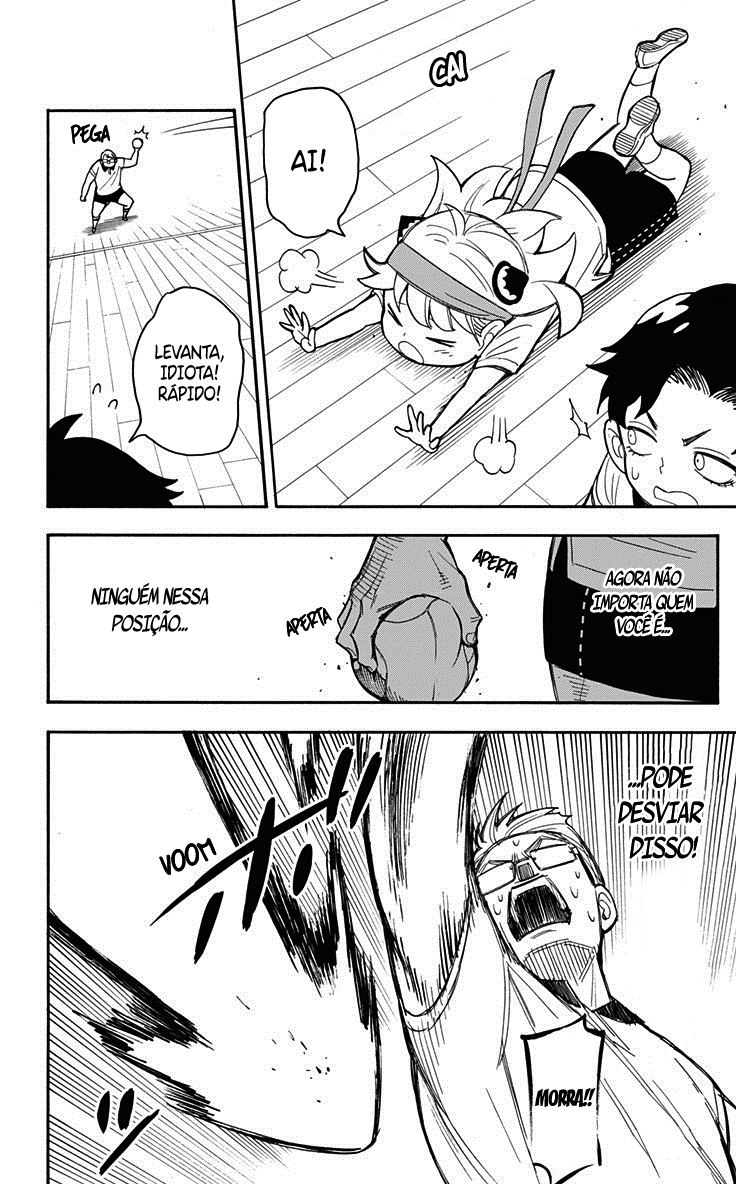 CAI
AI!
PEGA
LEVANTA,
IDIOTA!
RÁPIDO!
AGORA NÃO
IMPORTA QUEM
VOCÊ É...
APERTA
APERTA
NINGUÉM NESSA
POSIÇÃO...
...PODE
DESVIAR
DISSO!
VOOM
MORRA!!